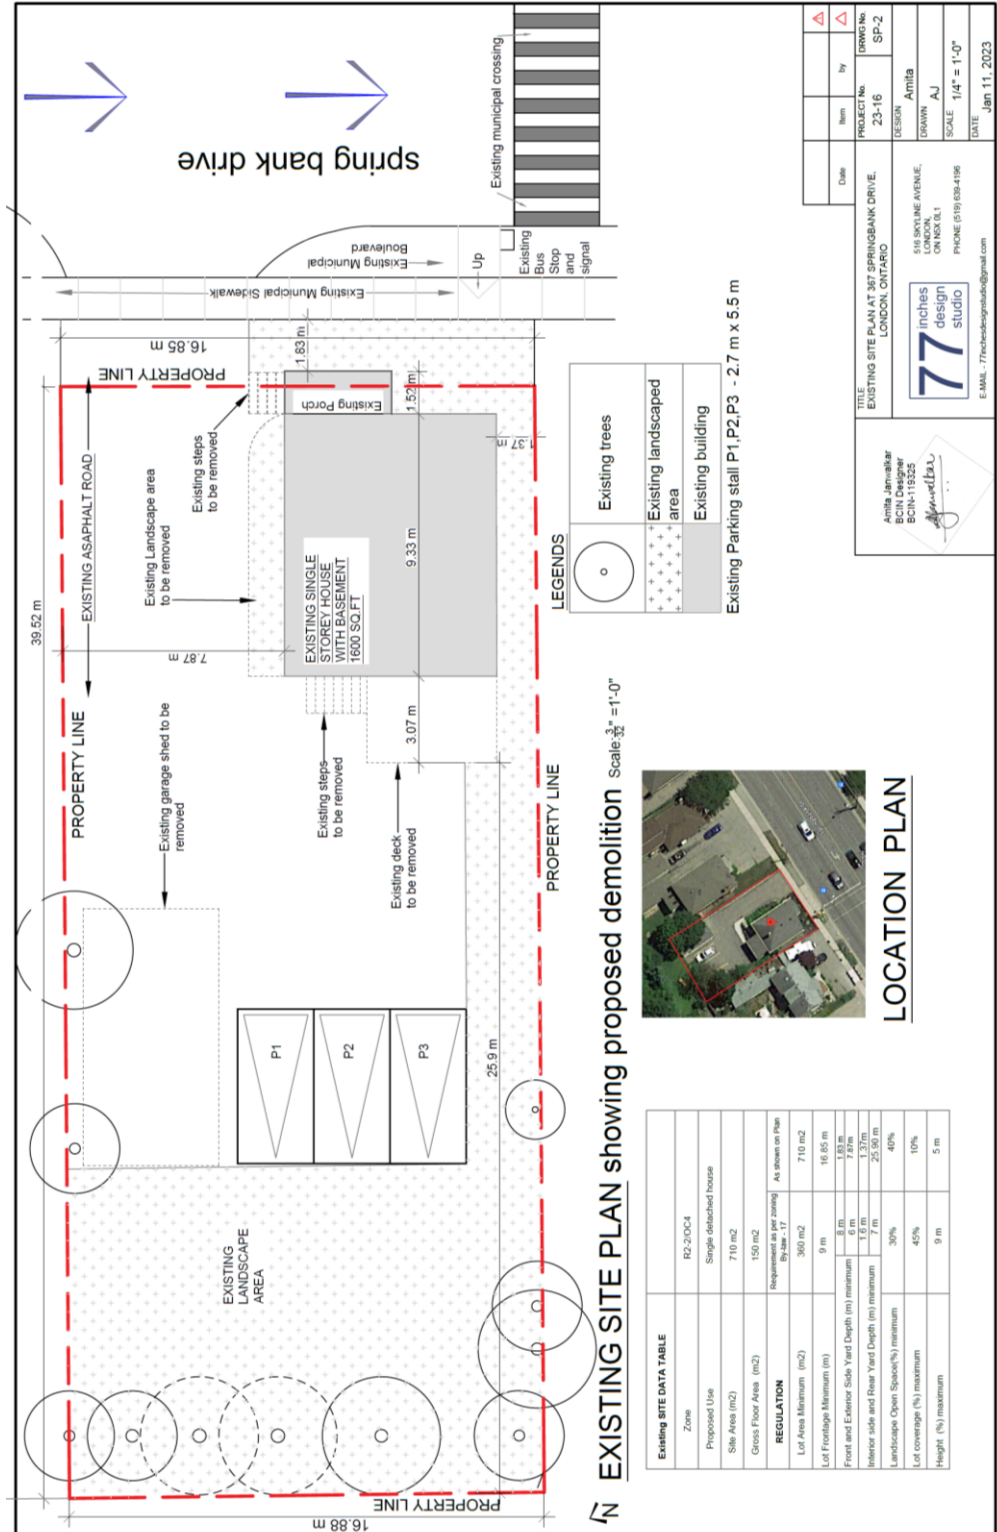 spring bank drive
Existing municipal crossing
Existing Municipal
Boulevard
Existing Municipal Sidewalk
Up
Existing
Bus
Stop
and
signal
39.52 m
16.85 m
PROPERTY LINE
1.83 m
EXISTING ASAPHALT ROAD
Existing Landscape area
to be removed
Existing steps
to be removed
Existing Porch
1.52 m
1.37 m
7.87 m
9.33 m
EXISTING SINGLE
STOREY HOUSE
WITH BASEMENT
1600 SQ.FT
PROPERTY LINE
Existing garage shed to be
removed
Existing steps
to be removed
3.07 m
Existing deck
to be removed
PROPERTY LINE
P1
P2
P3
25.9 m
EXISTING
LANDSCAPE
AREA
PROPERTY LINE
16.88 m
N
EXISTING SITE PLAN showing proposed demolition Scale:3/32" =1'-0"
LEGENDS
Existing trees
Existing landscaped
area
Existing building
Existing Parking stall P1,P2,P3 - 2.7 m x 5.5 m
LOCATION PLAN
Existing SITE DATA TABLE
Zone R2-2/OC4
Proposed Use Single detached house
Site Area (m2) 710 m2
Gross Floor Area (m2) 150 m2
REGULATION Requirement as per zoning By-law - 17 As shown on Plan
Lot Area Minimum (m2) 360 m2 710 m2
Lot Frontage Minimum (m) 9 m 16.85 m
Front and Exterior Side Yard Depth (m) minimum 8 m 1.83 m
6 m 7.87m
Interior side and Rear Yard Depth (m) minimum 1.6 m 1.37m
7 m 25.90 m
Landscape Open Space(%) minimum 30% 40%
Lot coverage (%) maximum 45% 10%
Height (%) maximum 9 m 5 m
Date Item by
TITLE
EXISTING SITE PLAN AT 367 SPRINGBANK DRIVE,
LONDON, ONTARIO
PROJECT No.
23-16
DRWG No.
SP-2
DESIGN
Amita
DRAWN
AJ
SCALE
1/4" = 1'-0"
DATE
Jan 11, 2023
77 inches
design
studio
516 SKYLINE AVENUE,
LONDON,
ON N5X 0L1
PHONE (519) 639-4196
E-MAIL - 77inchesdesignstudio@gmail.com
Amita Janwalkar
BCIN Designer
BCIN-119325